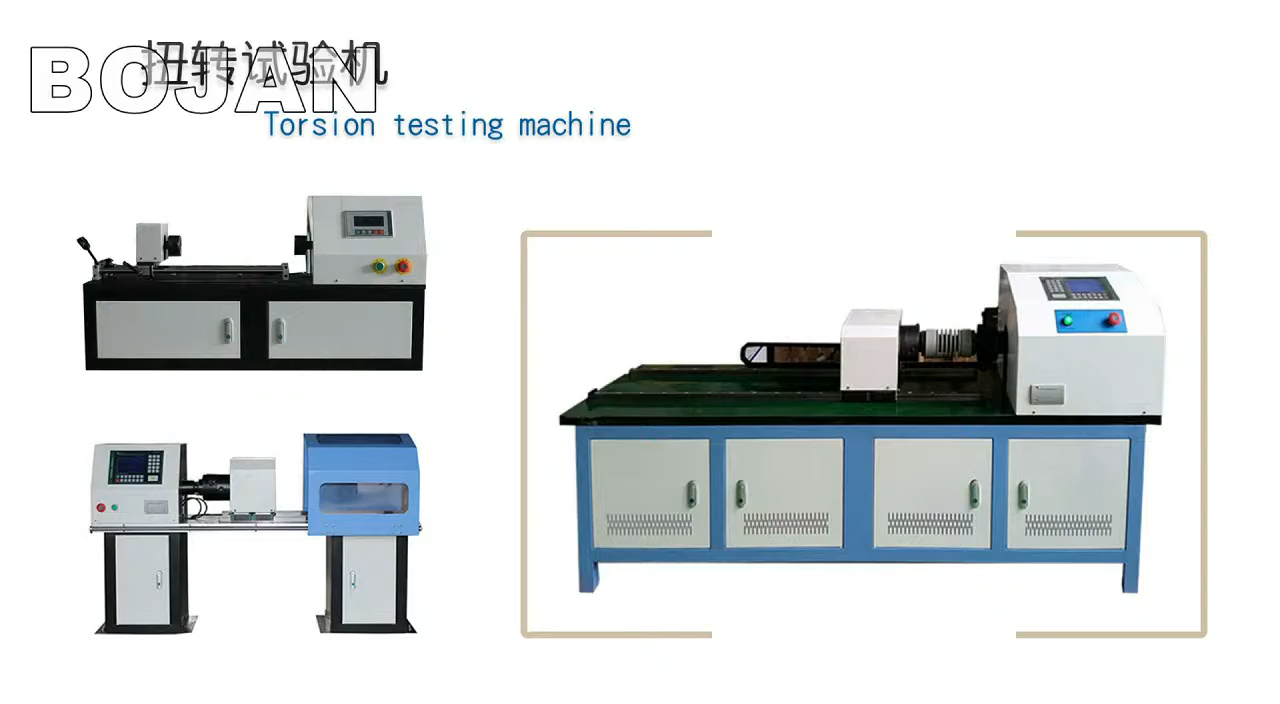 BOJAN
扭转试验机
Torsion testing machine